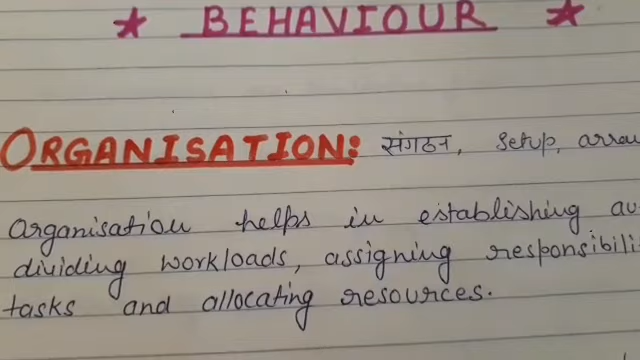 ★ BEHAVIOUR ★
ORGANISATION: संगठन, setup,
Organisation helps in establishing
dividing workloads, assigning
tasks and allocating resources.